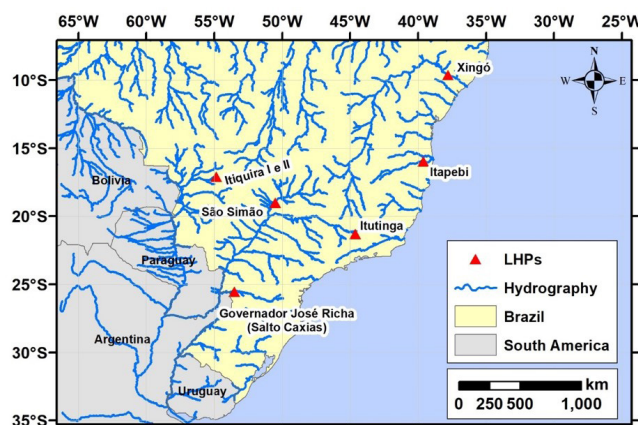 65°W 60°W 55°W 50°W 45°W 40°W 35°W 30°W 25°W
10°S
15°S
20°S
25°S
30°S
35°S
Xingó
N
W E
S
Itapebi
Itiquira I e II
Bolivia
São Simão
Itutinga
Paraguay
Governador José Richa
(Salto Caxias)
Argentina
Uruguay
LHPs
Hydrography
Brazil
South America
km
0 250 500 1,000